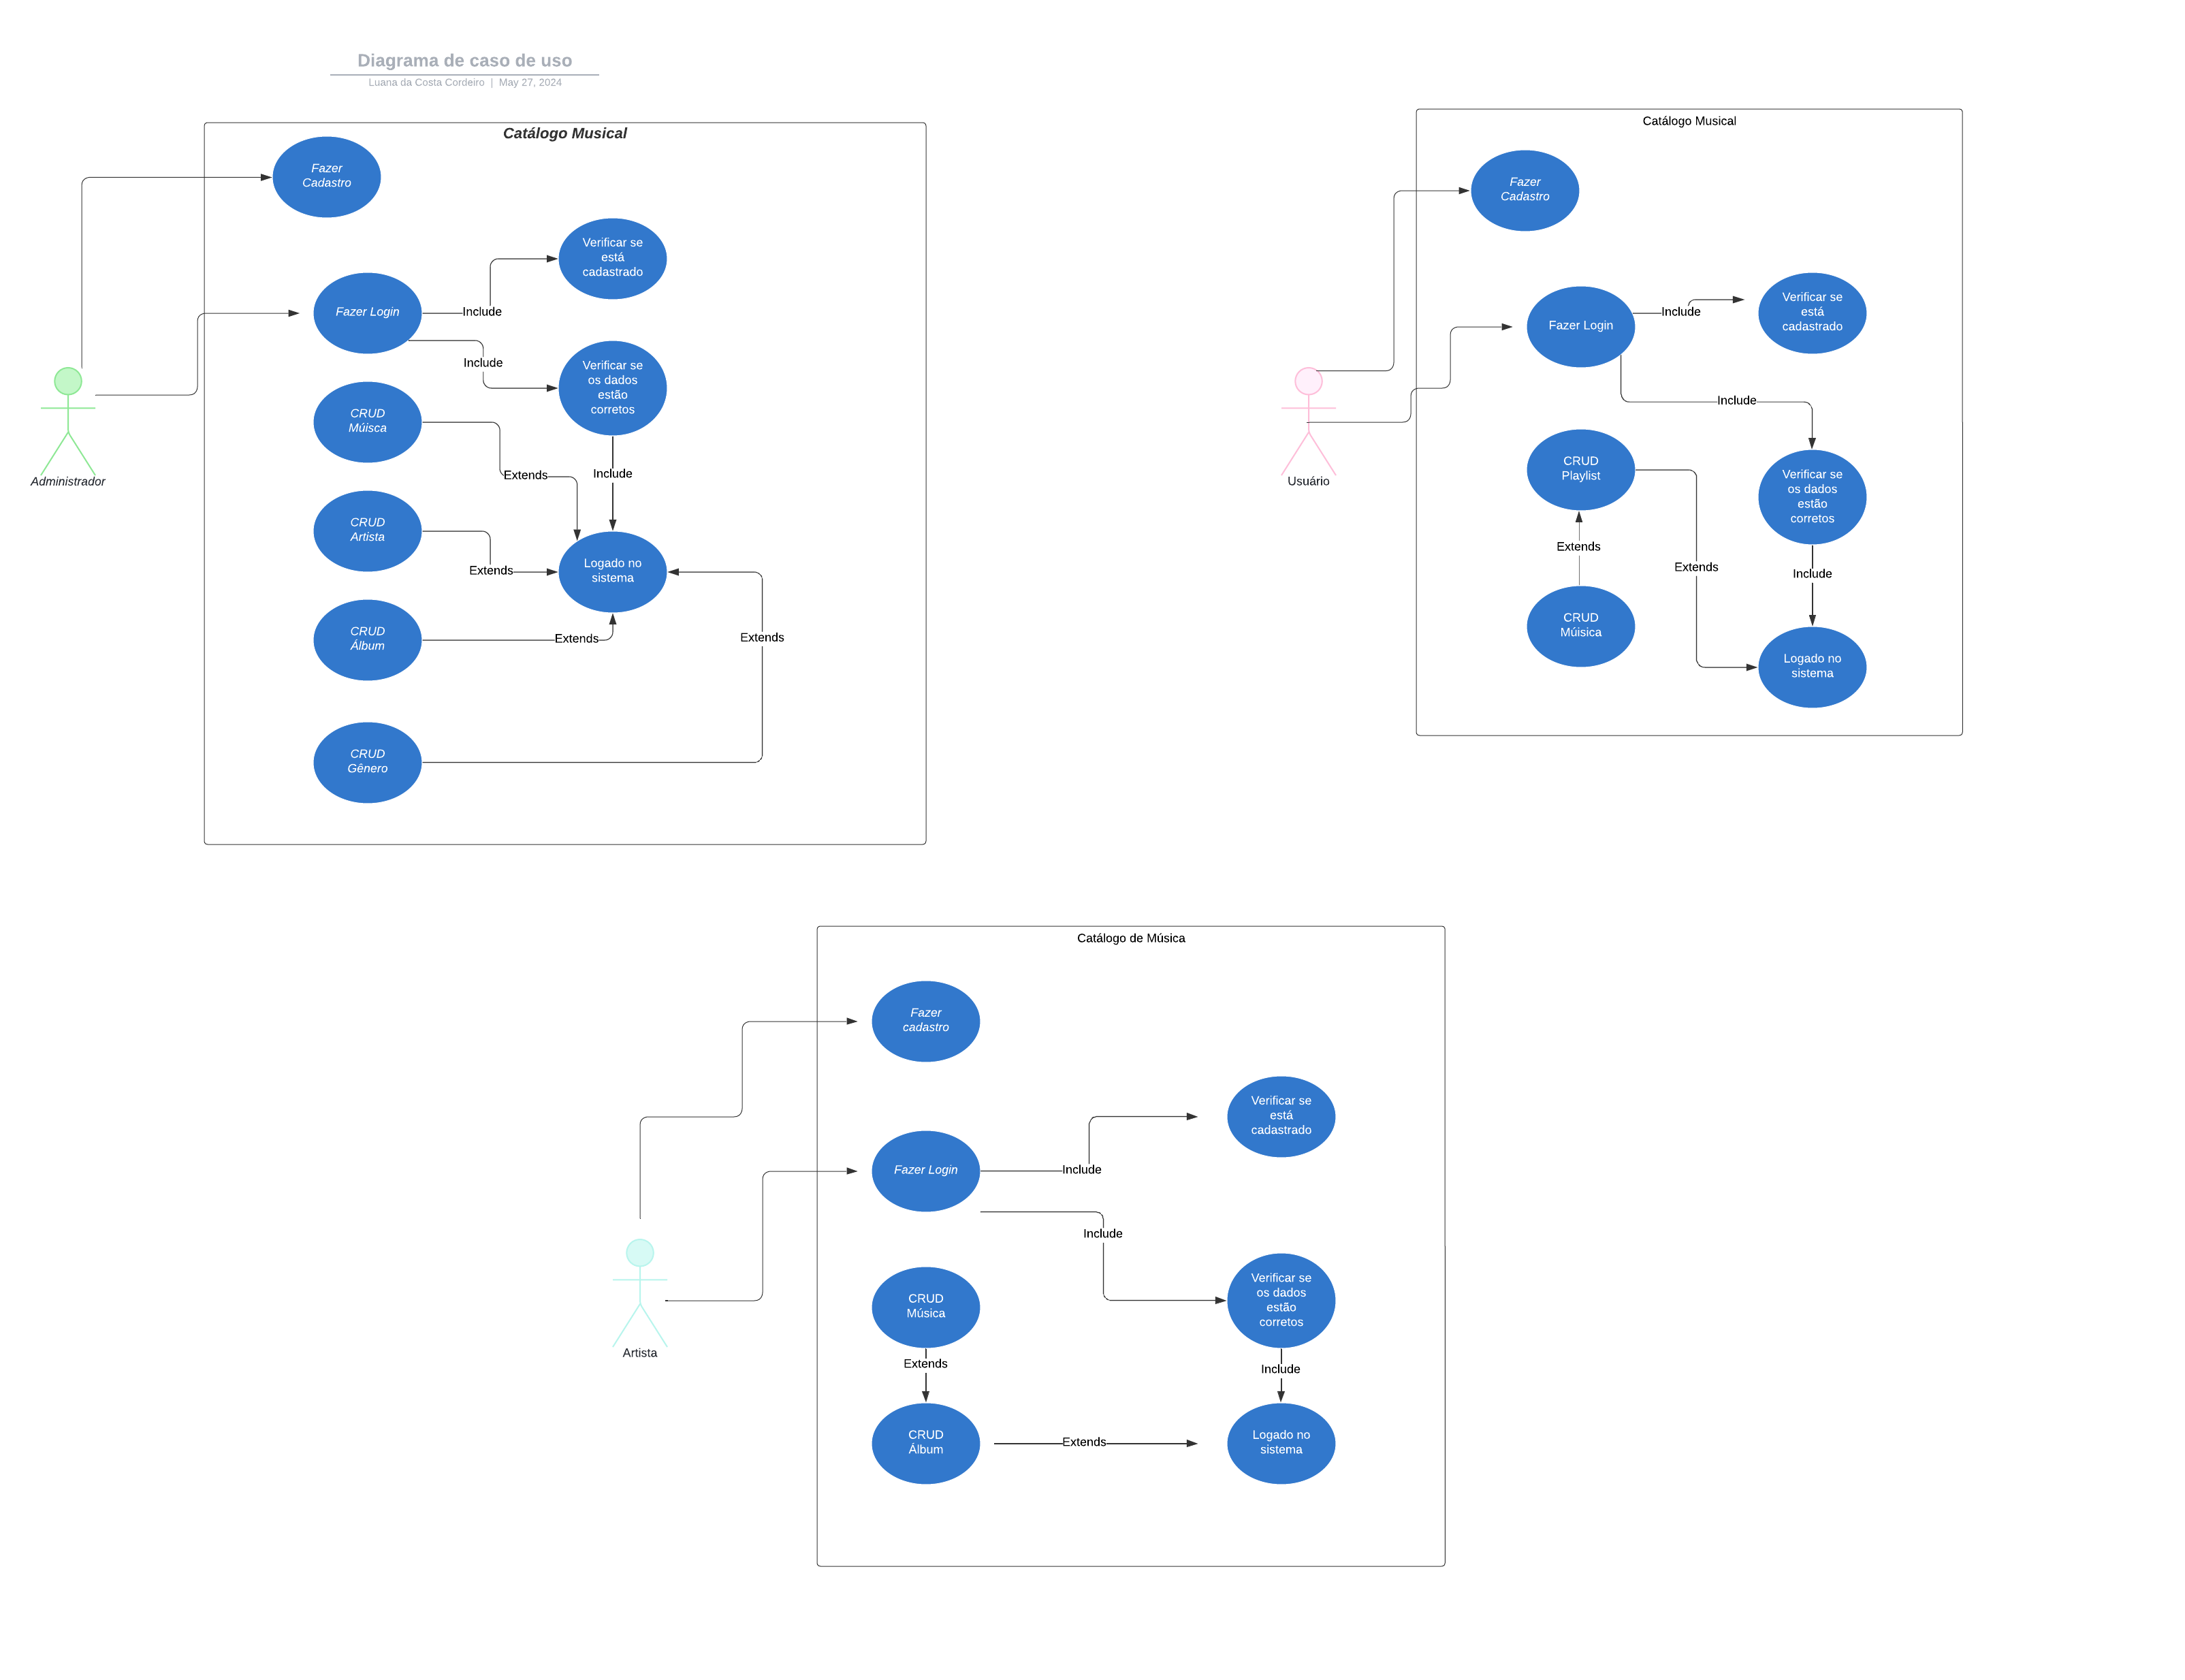 Diagrama de caso de uso
Luana da Costa Cordeiro | May 27, 2024
Catálogo Musical
Fazer
Cadastro
Verificar se
está
cadastrado
Fazer Login
Include
Include
Verificar se
os dados
estão
corretos
CRUD
Múisca
Extends
Include
Administrador
CRUD
Artista
Extends
Logado no
sistema
CRUD
Álbum
Extends
Extends
CRUD
Gênero
Catálogo Musical
Fazer
Cadastro
Verificar se
está
cadastrado
Include
Fazer Login
Include
Usuário
CRUD
Playlist
Verificar se
os dados
estão
corretos
Extends
Extends
Include
CRUD
Múisica
Logado no
sistema
Catálogo de Música
Fazer
cadastro
Verificar se
está
cadastrado
Fazer Login
Include
Include
Verificar se
os dados
estão
corretos
CRUD
Música
Artista
Extends
Include
CRUD
Álbum
Extends
Logado no
sistema